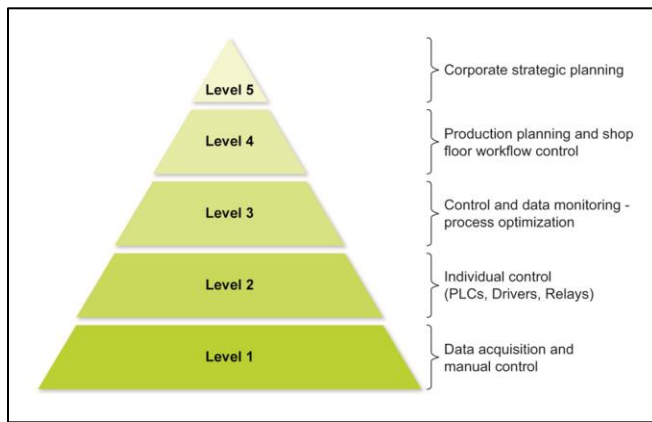 Level 5
Corporate strategic planning
Level 4
Production planning and shop
floor workflow control
Level 3
Control and data monitoring -
process optimization
Level 2
Individual control
(PLCs, Drivers, Relays)
Level 1
Data acquisition and
manual control